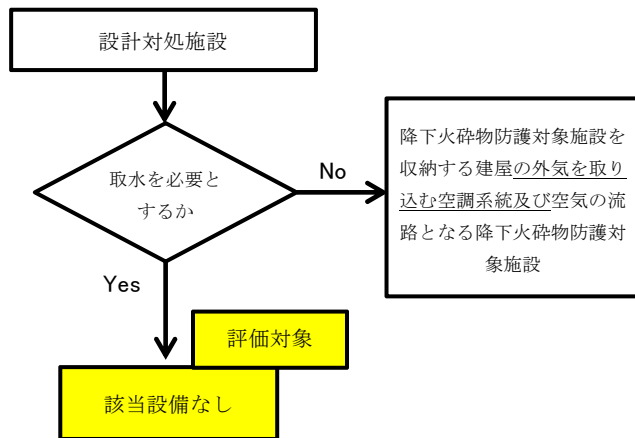 設計対処施設
取水を必要と
するか
No
降下火砕物防護対象施設を
収納する建屋の外気を取り
込む空調系統及び空気の流
路となる降下火砕物防護対
象施設
Yes
評価対象
該当設備なし